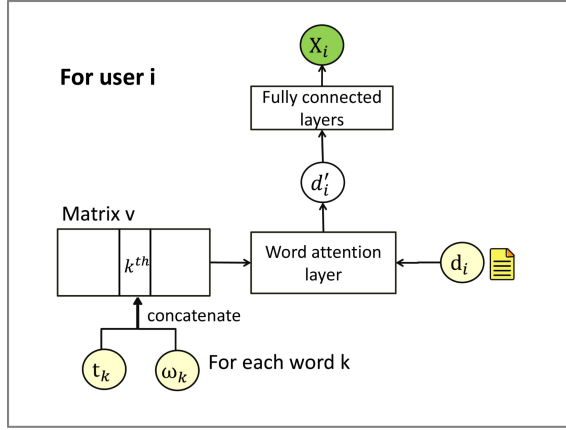 X_i
For user i
Fully connected
layers
d'_i
Matrix v
k^th
Word attention
layer
d_i
concatenate
t_k
ω_k
For each word k